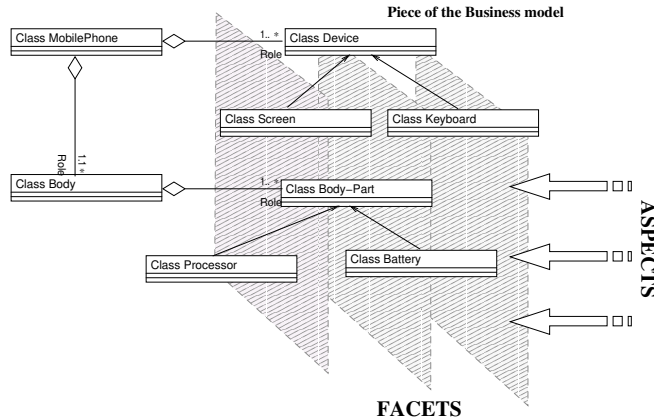 Piece of the Business model
Class MobilePhone
1.. *
Class Device
Role
Class Screen
Class Keyboard
1.1 *
Role
Class Body
1.. *
Class Body-Part
Role
Class Processor
Class Battery
ASPECTS
FACETS